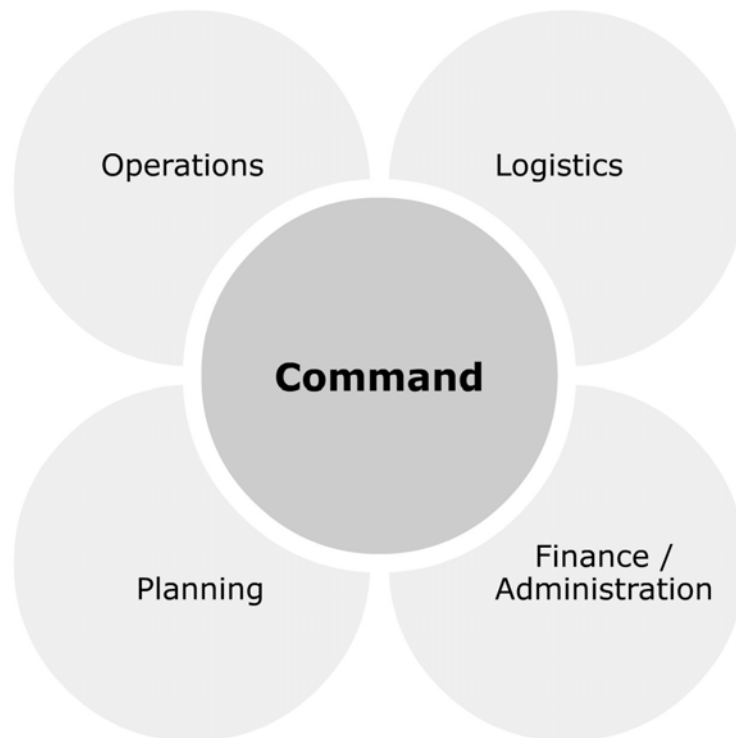 Operations
Logistics
Command
Planning
Finance /
Administration